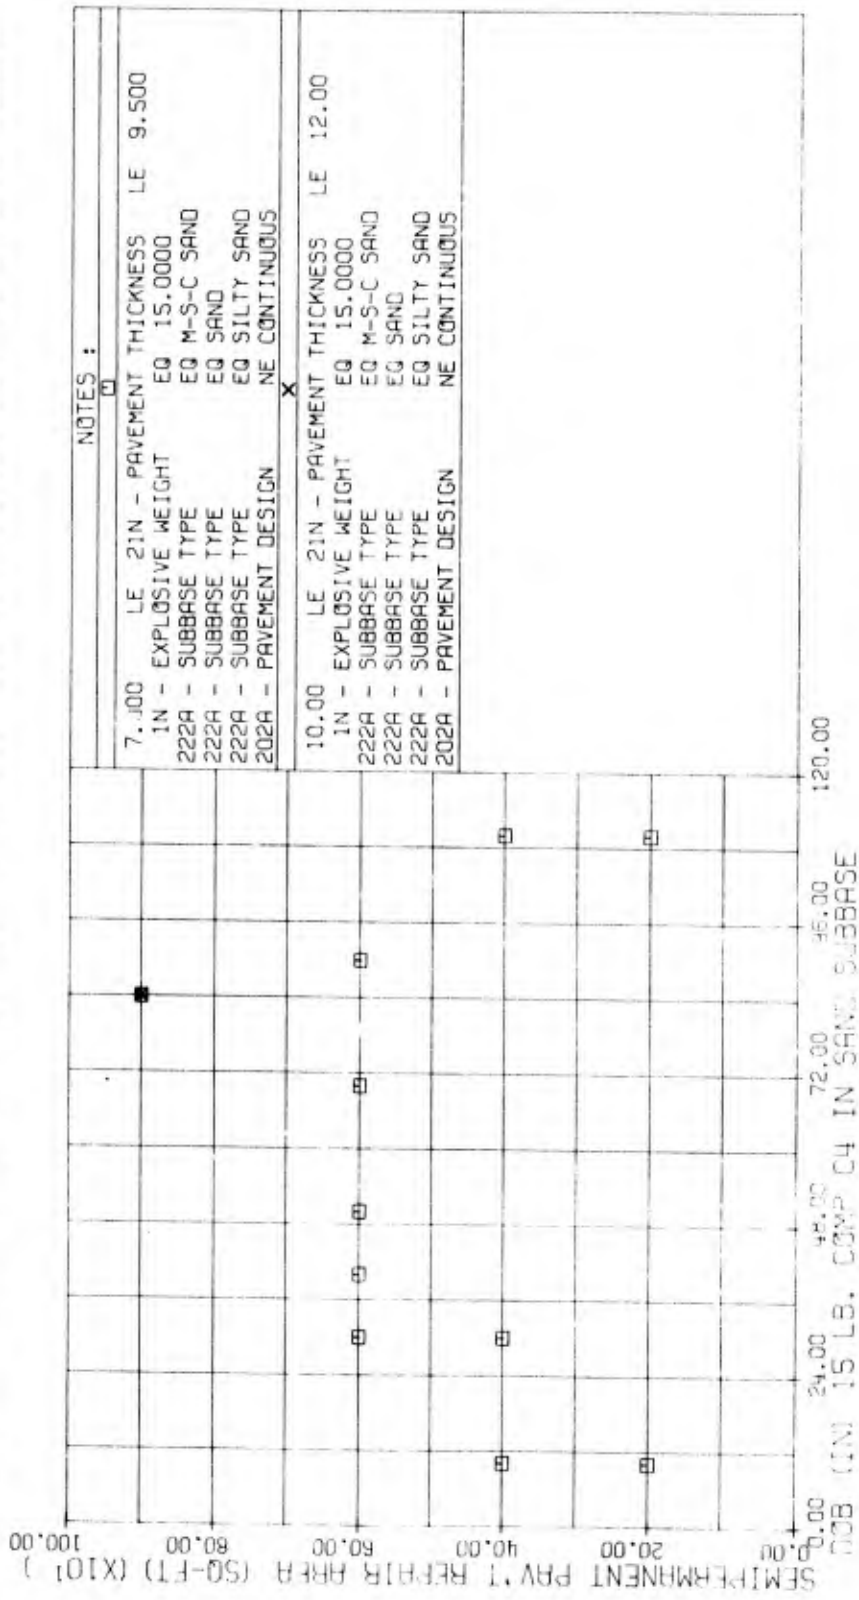 NOTES :
7.000 LE 21N - PAVEMENT THICKNESS LE 9.500
1N - EXPLOSIVE WEIGHT EQ 15.0000
222A - SUBBASE TYPE EQ M-S-C SAND
222A - SUBBASE TYPE EQ SAND
222A - SUBBASE TYPE EQ SILTY SAND
202A - PAVEMENT DESIGN NE CONTINUOUS
X
10.00 LE 21N - PAVEMENT THICKNESS LE 12.00
1N - EXPLOSIVE WEIGHT EQ 15.0000
222A - SUBBASE TYPE EQ M-S-C SAND
222A - SUBBASE TYPE EQ SAND
222A - SUBBASE TYPE EQ SILTY SAND
202A - PAVEMENT DESIGN NE CONTINUOUS
SEMIPERMANENT PAV'T REPAIR AREA (SQ-FT) (X10¹)
100.00
80.00
60.00
40.00
20.00
0.00
0.00 24.00 48.00 72.00 96.00 120.00
DOB (IN) 15 LB. COMP C4 IN SAND SUBBASE